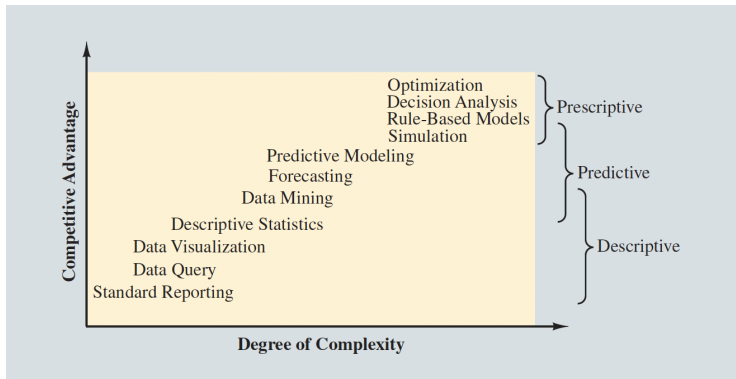 Competitive Advantage
Optimization
Decision Analysis
Rule-Based Models
Simulation
Prescriptive
Predictive Modeling
Forecasting
Data Mining
Predictive
Descriptive Statistics
Data Visualization
Data Query
Standard Reporting
Descriptive
Degree of Complexity